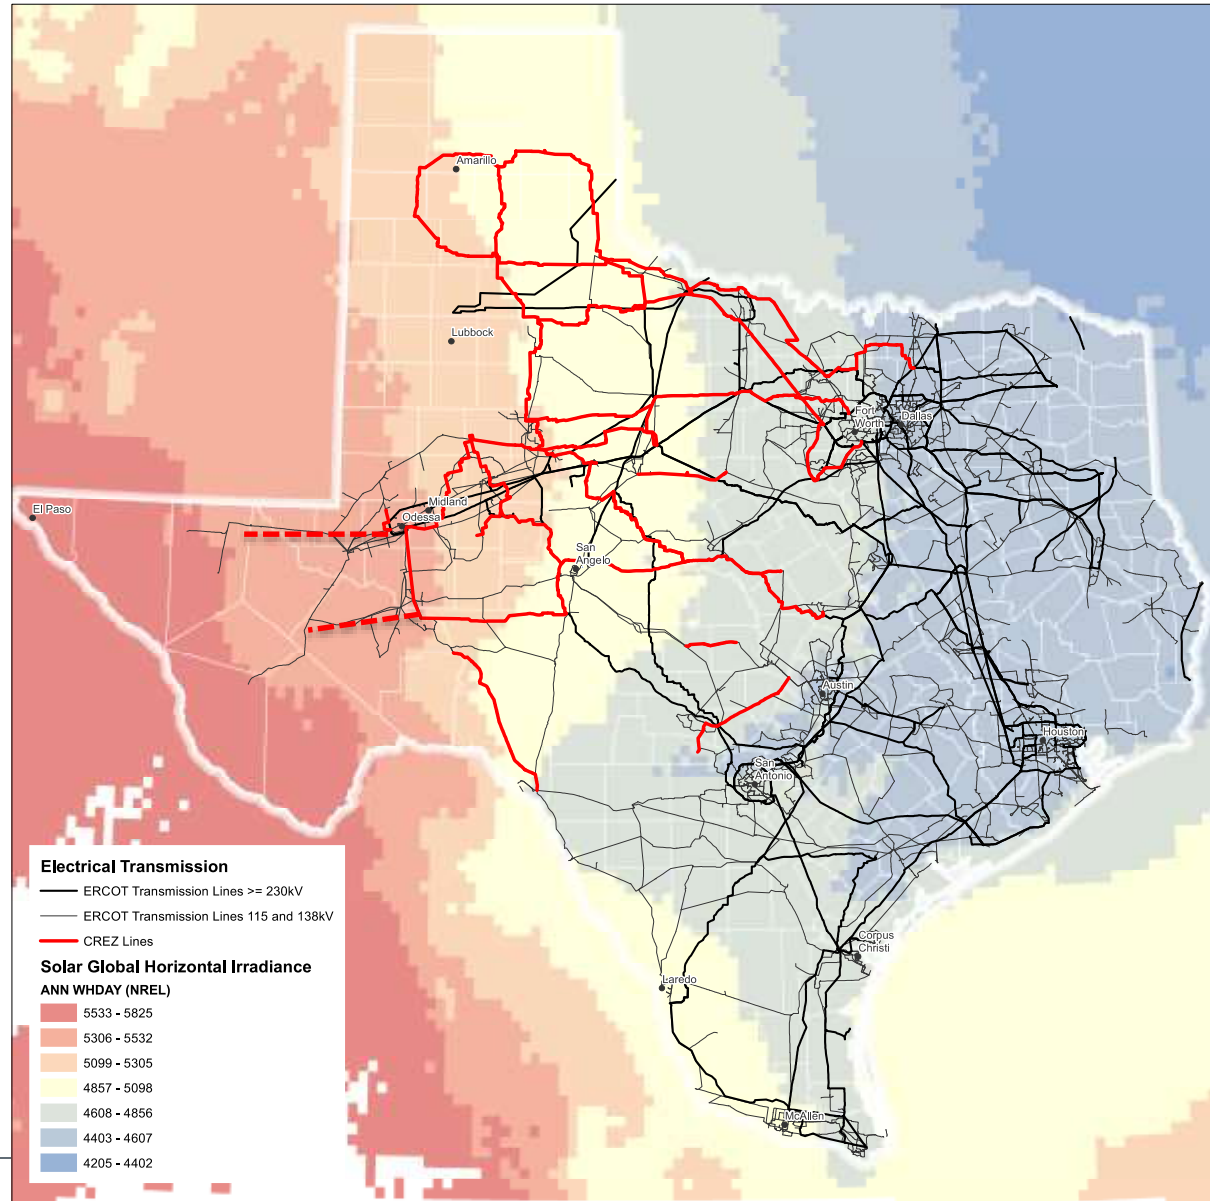 Amarillo
Lubbock
Fort
Worth
Dallas
El Paso
Midland
Odessa
San
Angelo
Austin
Houston
San
Antonio
Corpus
Christi
Laredo
McAllen
Electrical Transmission
ERCOT Transmission Lines >= 230kV
ERCOT Transmission Lines 115 and 138kV
CREZ Lines
Solar Global Horizontal Irradiance
ANN WHDAY (NREL)
5533 - 5825
5306 - 5532
5099 - 5305
4857 - 5098
4608 - 4856
4403 - 4607
4205 - 4402